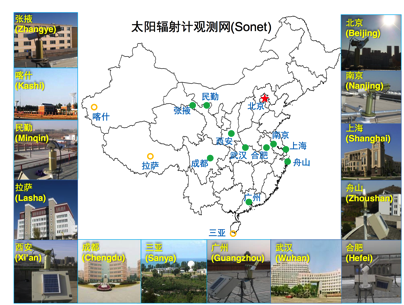 太阳辐射计观测网(Sonet)
张掖
(Zhangye)
喀什
(Kashi)
民勤
(Minqin)
拉萨
(Lasha)
西安
(Xi'an)
成都
(Chengdu)
三亚
(Sanya)
广州
(Guangzhou)
武汉
(Wuhan)
合肥
(Hefei)
北京
(Beijing)
南京
(Nanjing)
上海
(Shanghai)
舟山
(Zhoushan)
喀什
张掖
民勤
北京
西安
南京
上海
拉萨
成都
武汉
合肥
舟山
广州
三亚